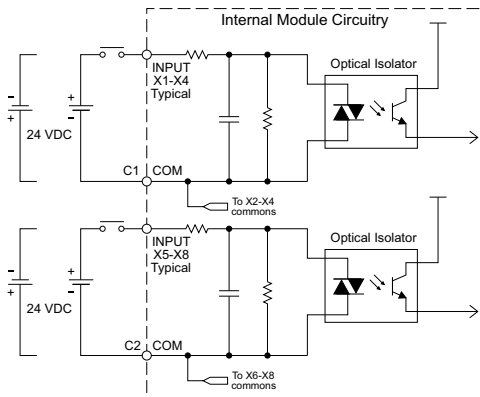 Internal Module Circuitry
INPUT
X1-X4
Typical
Optical Isolator
-
+
+
-
24 VDC
C1
COM
To X2-X4
commons
INPUT
X5-X8
Typical
Optical Isolator
-
+
+
-
24 VDC
C2
COM
To X6-X8
commons